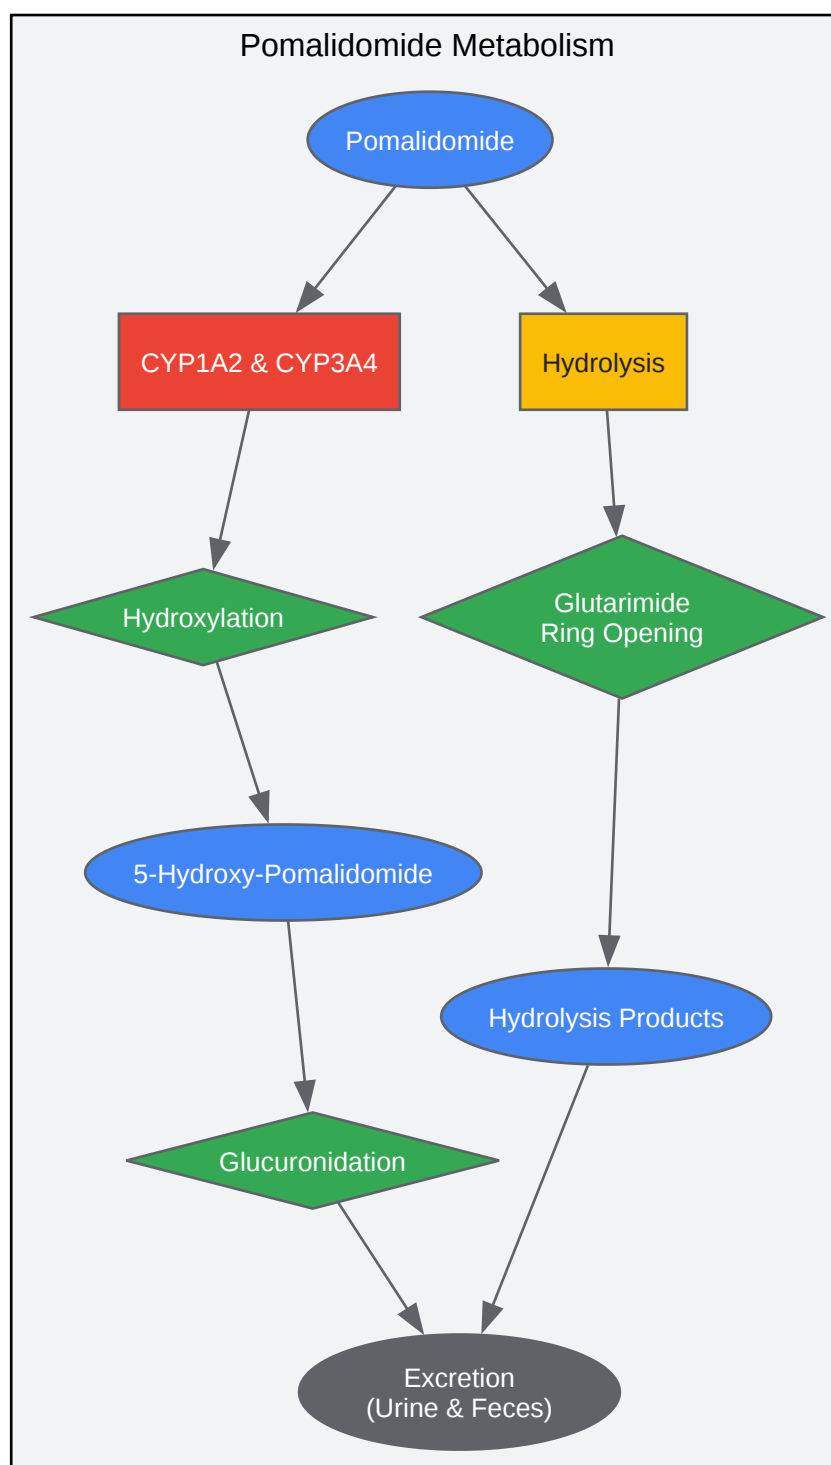 Pomalidomide Metabolism
Pomalidomide
CYP1A2 & CYP3A4
Hydrolysis
Hydroxylation
Glutarimide
Ring Opening
5-Hydroxy-Pomalidomide
Hydrolysis Products
Glucuronidation
Excretion
(Urine & Feces)